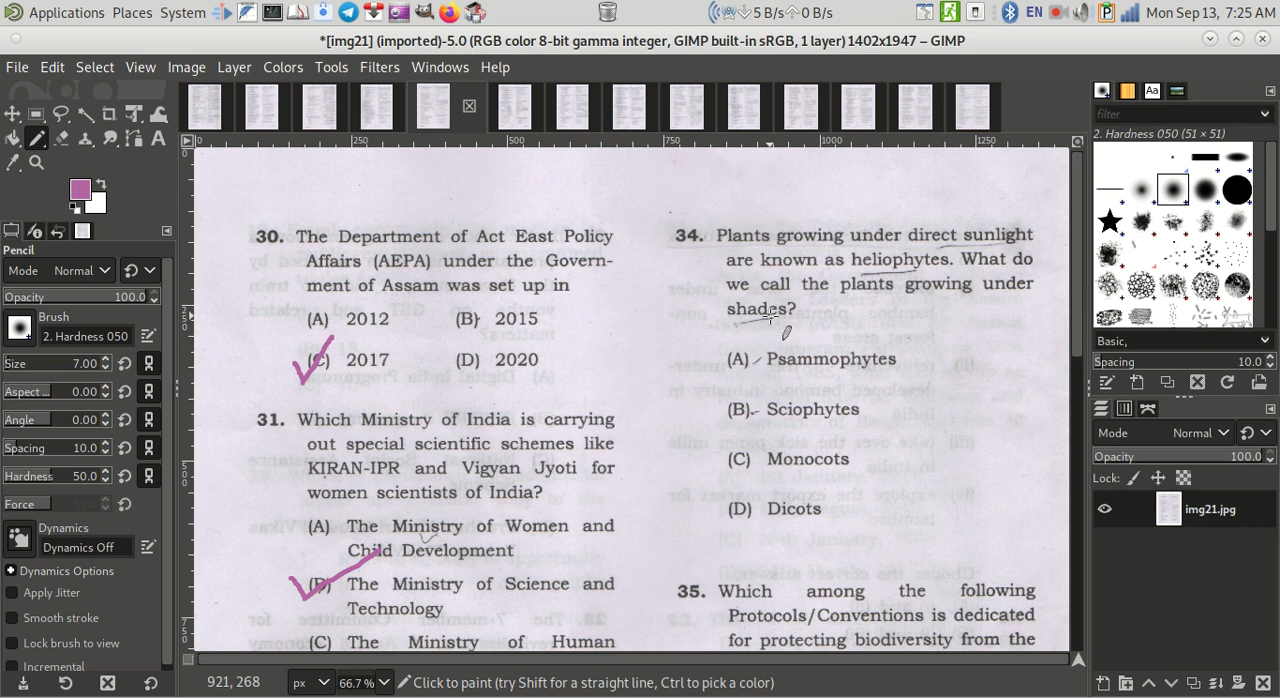 Applications Places System 5 B/s 0 B/s EN Mon Sep 13, 7:25 AM
*[img21] (imported)-5.0 (RGB color 8-bit gamma integer, GIMP built-in sRGB, 1 layer) 1402x1947 – GIMP
File Edit Select View Image Layer Colors Tools Filters Windows Help
0 250 500 750 1000 1250
Pencil
Mode Normal
Opacity 100.0
Brush
2. Hardness 050
Size 7.00
Aspect ... 0.00
Angle 0.00
Spacing 10.0
Hardness 50.0
Force 50.0
Dynamics
Dynamics Off
Dynamics Options
Apply Jitter
Smooth stroke
Lock brush to view
Incremental
30. The Department of Act East Policy
Affairs (AEPA) under the Govern-
ment of Assam was set up in
(A) 2012 (B) 2015
(C) 2017 (D) 2020
31. Which Ministry of India is carrying
out special scientific schemes like
KIRAN-IPR and Vigyan Jyoti for
women scientists of India?
(A) The Ministry of Women and
Child Development
(B) The Ministry of Science and
Technology
(C) The Ministry of Human
34. Plants growing under direct sunlight
are known as heliophytes. What do
we call the plants growing under
shades?
(A) Psammophytes
(B) Sciophytes
(C) Monocots
(D) Dicots
35. Which among the following
Protocols/Conventions is dedicated
for protecting biodiversity from the
921, 268 px 66.7 % Click to paint (try Shift for a straight line, Ctrl to pick a color)
Aa
filter
2. Hardness 050 (51 × 51)
Basic,
Spacing 10.0
Mode Normal
Opacity 100.0
Lock:
img21.jpg